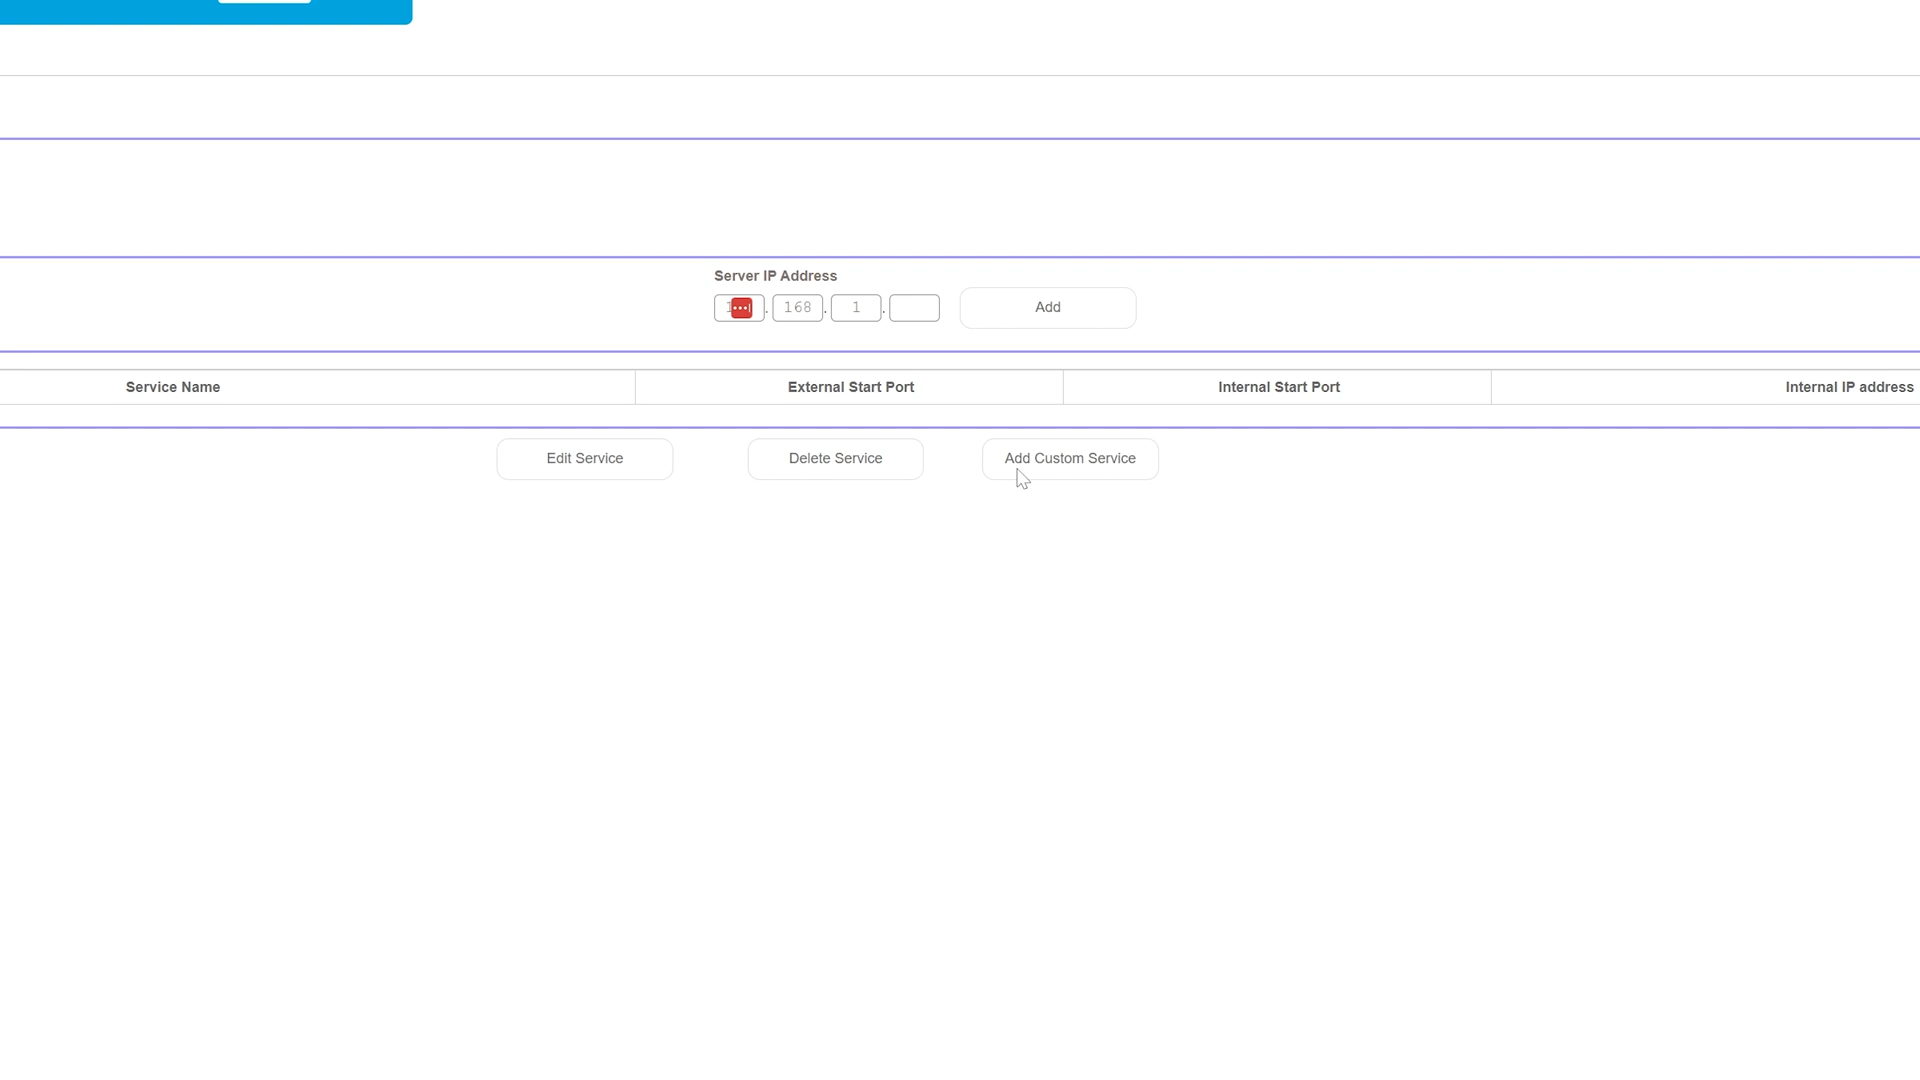 Server IP Address
. 168 . 1 . Add
Service Name External Start Port Internal Start Port Internal IP address
Edit Service Delete Service Add Custom Service